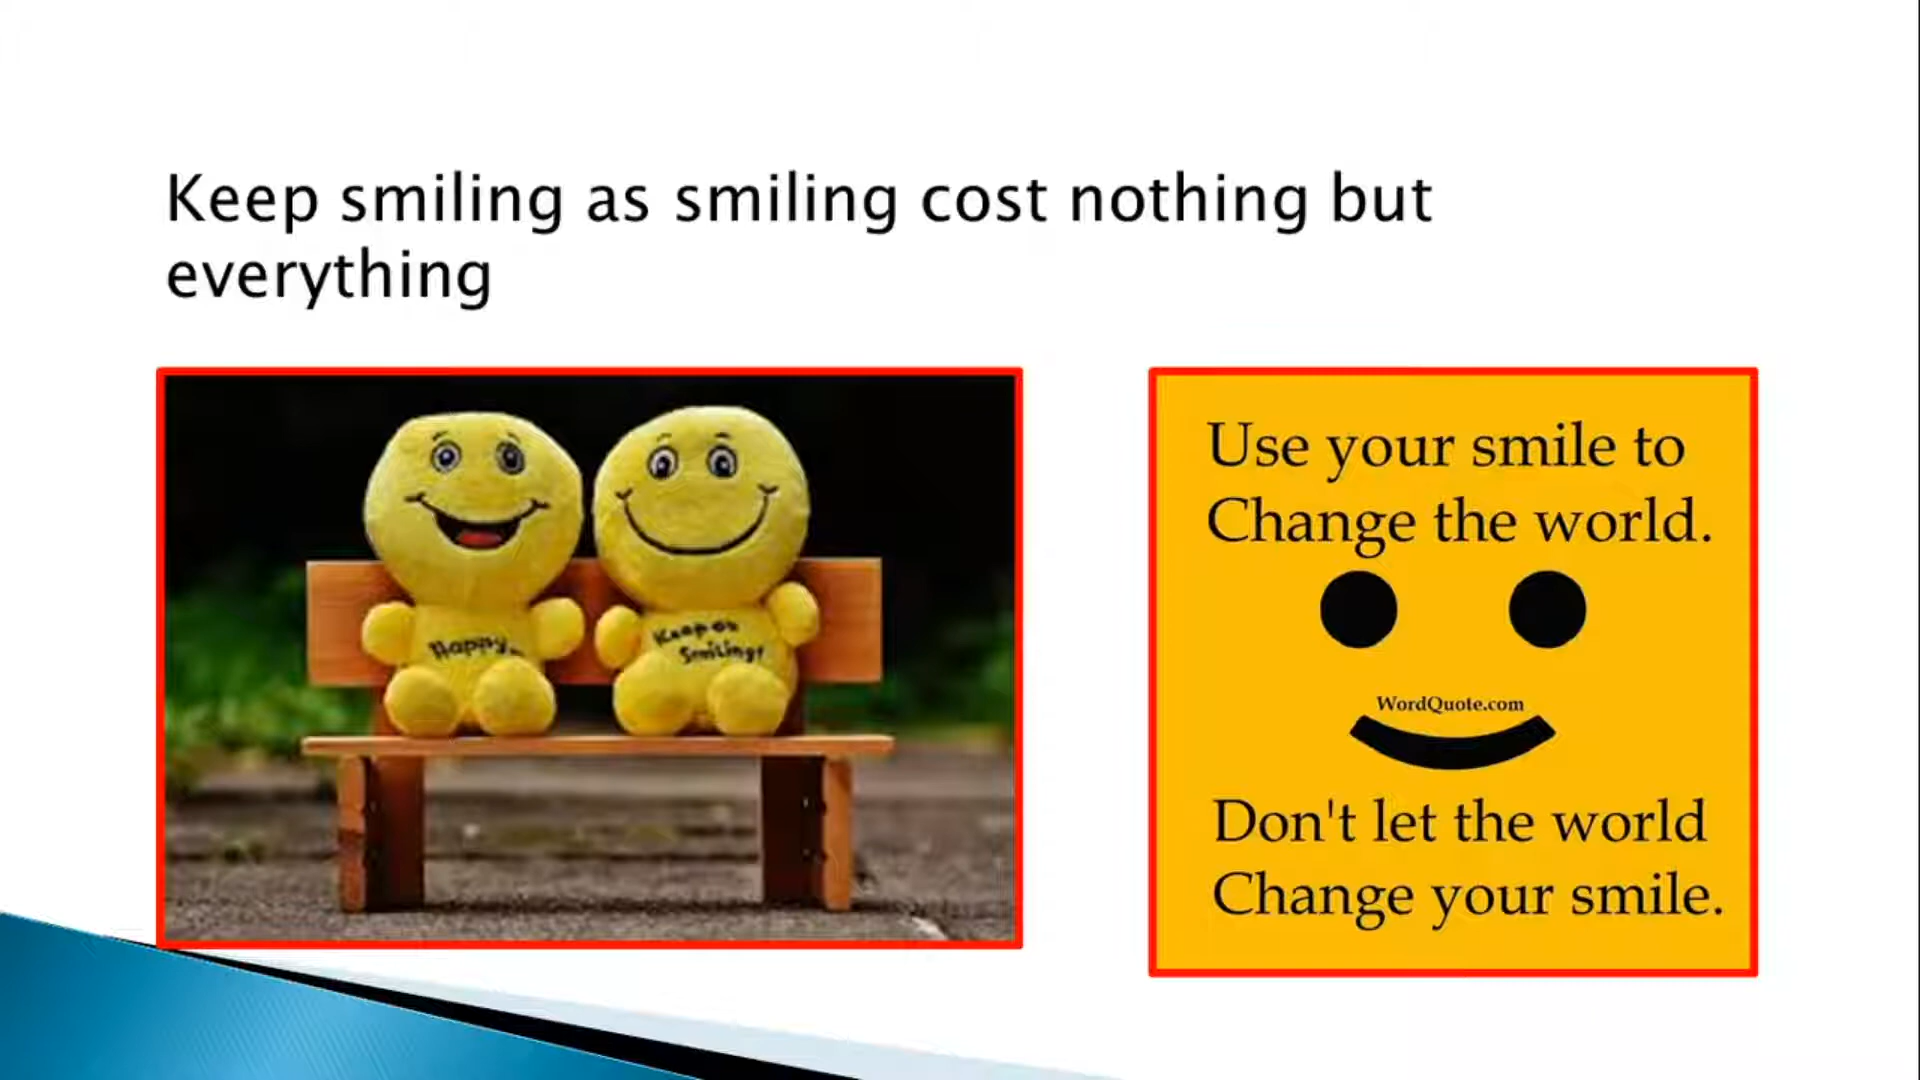 Keep smiling as smiling cost nothing but
everything
Happy
Keep on
Smiling!
Use your smile to
Change the world.
WordQuote.com
Don't let the world
Change your smile.